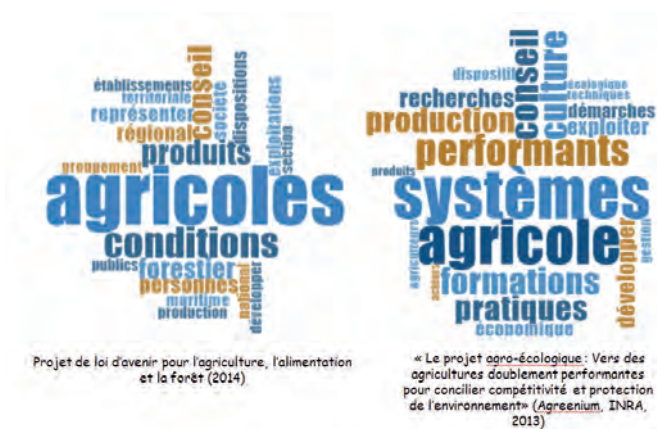 conseil
établissements
territoriale
représenter
société
dispositions
régional
exploitations
section
produits
groupement
agricoles
conditions
publics
forestier
personnes
national
développer
maritime
production
Projet de loi d'avenir pour l'agriculture, l'alimentation
et la forêt (2014)
dispositif
conseil
culture
écologique
techniques
recherches
démarches
production
exploiter
performants
produits
systèmes
agriculteurs
agricole
développer
gestion
acteurs
formations
pratiques
économique
« Le projet agro-écologique : Vers des
agricultures doublement performantes
pour concilier compétitivité et protection
de l'environnement» (Agreenium, INRA,
2013)